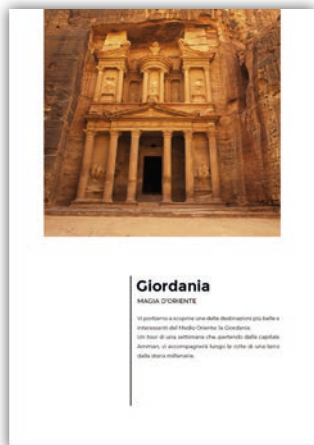 Giordania
MAGIA D'ORIENTE
Vi portiamo a scoprire una delle destinazioni più belle e
interessanti del Medio Oriente: la Giordania.
Un tour di una settimana che, partendo dalla capitale
Amman, vi accompagnerà lungo le rotte di una terra
dalla storia millenaria.